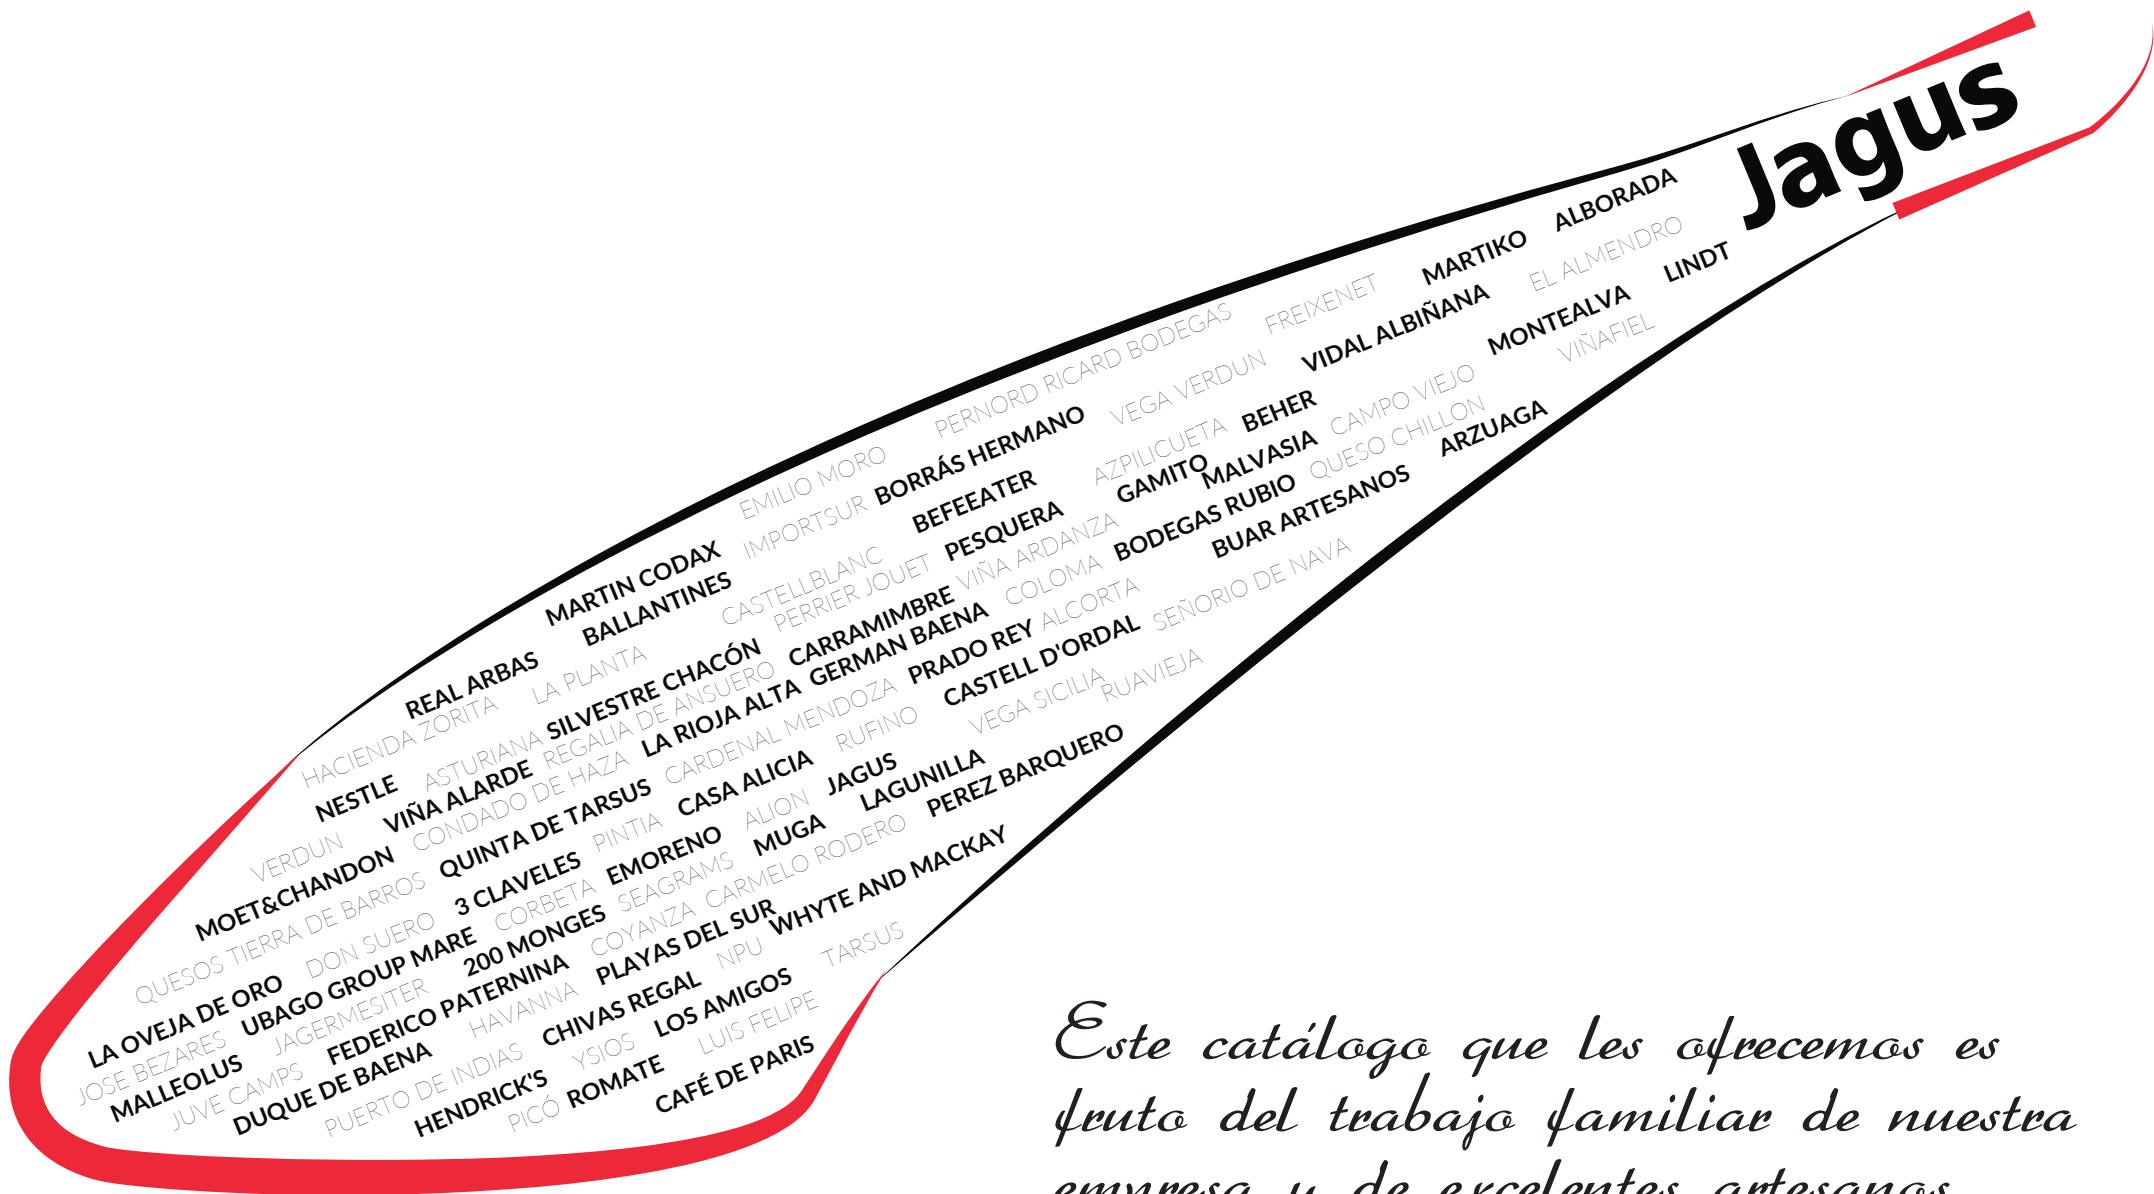 Jagus
ALBORADA
MARTIKO
EL ALMENDRO
LINDT
FREIXENET
VIDAL ALBIÑANA
MONTEALVA
VIÑAFIEL
PERNORD RICARD BODEGAS
VEGA VERDUN
BEHER
CAMPO VIEJO
EMILIO MORO
BORRÁS HERMANO
AZPILICUETA
MALVASIA
QUESO CHILLON
ARZUAGA
IMPORTSUR
BEFEEATER
GAMITO
BODEGAS RUBIO
BUAR ARTESANOS
MARTIN CODAX
PESQUERA
VIÑA ARDANZA
BALLANTINES
CASTELLBLANC
PERRIER JOUET
COLOMA
SEÑORIO DE NAVA
REAL ARBAS
LA PLANTA
CARRAMIMBRE
ALCORTA
HACIENDA ZORITA
SILVESTRE CHACÓN
GERMAN BAENA
PRADO REY
CASTELL D'ORDAL
ASTURIANA
REGALIA DE ANSUERO
LA RIOJA ALTA
RUAVIEJA
NESTLE
VIÑA ALARDE
CARDENAL MENDOZA
VEGA SICILIA
CONDADO DE HAZA
RUFINO
VERDUN
QUINTA DE TARSUS
CASA ALICIA
JAGUS
LAGUNILLA
PEREZ BARQUERO
MOET&CHANDON
PINTIA
ALION
QUESOS TIERRA DE BARROS
3 CLAVELES
EMORENO
MUGA
DON SUERO
CORBETA
SEAGRAMS
CARMELO RODERO
WHYTE AND MACKAY
LA OVEJA DE ORO
UBAGO GROUP MARE
200 MONGES
COYANZA
PLAYAS DEL SUR
JOSE BEZARES
JAGERMESITER
FEDERICO PATERNINA
NPU
TARSUS
MALLEOLUS
HAVANNA
CHIVAS REGAL
LOS AMIGOS
JUVE CAMPS
DUQUE DE BAENA
YSIOS
LUIS FELIPE
PUERTO DE INDIAS
HENDRICK'S
ROMATE
CAFÉ DE PARIS
PICÓ
Este catálogo que les ofrecemos es
fruto del trabajo familiar de nuestra
empresa y de excelentes artesanos